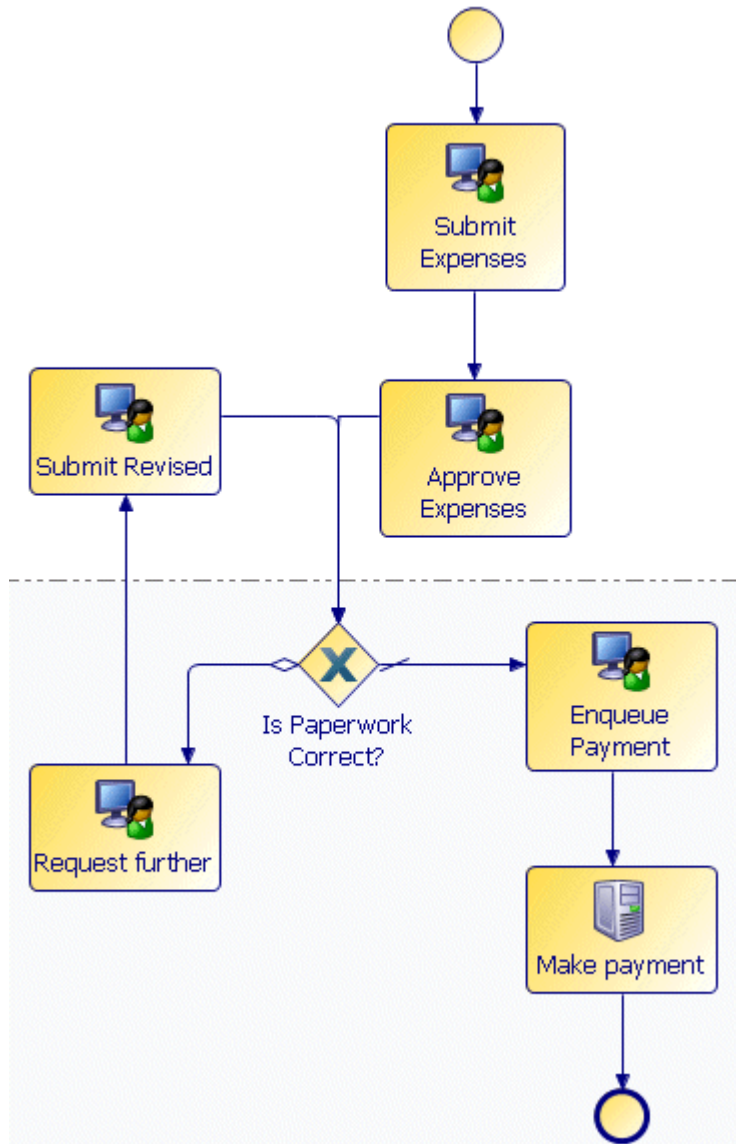 Submit
Expenses
Submit Revised
Approve
Expenses
Is Paperwork
Correct?
Enqueue
Payment
Request further
Make payment